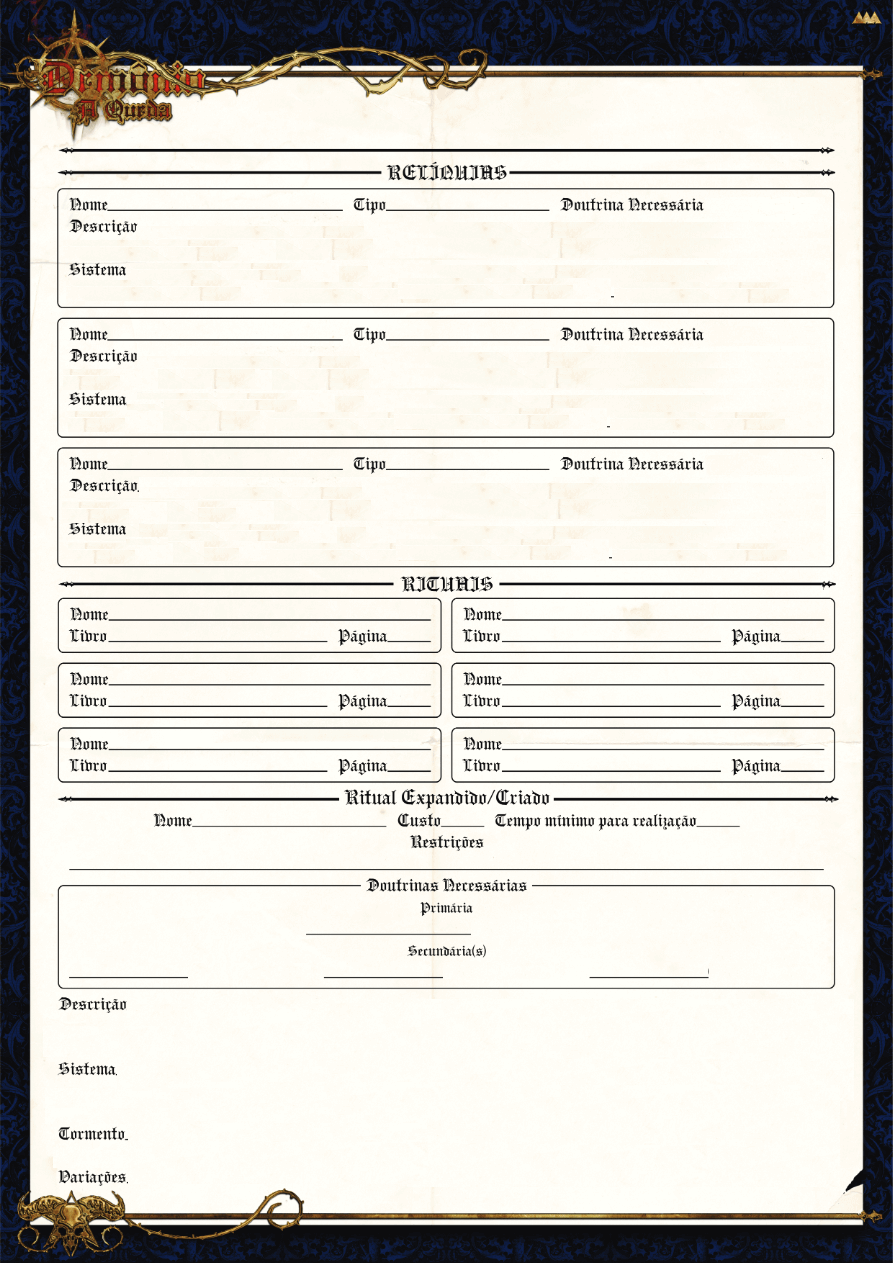 Demônio
A Queda
RELÍQUIAS
Nome Tipo Doutrina Necessária
Descrição
Sistema
Nome Tipo Doutrina Necessária
Descrição
Sistema
Nome Tipo Doutrina Necessária
Descrição
Sistema
RITUAIS
Nome Nome
Livro Página Livro Página
Nome Nome
Livro Página Livro Página
Nome Nome
Livro Página Livro Página
Ritual Expandido/Criado
Nome Custo Tempo mínimo para realização
Restrições
Doutrinas Necessárias
Primária
Secundária(s)
Descrição
Sistema
Tormento
Variações